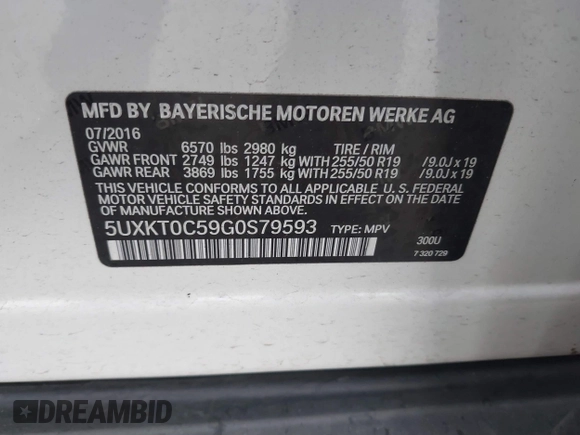 MFD BY BAYERISCHE MOTOREN WERKE AG
07/2016
GVWR 6570 lbs 2980 kg TIRE / RIM
GAWR FRONT 2749 lbs 1247 kg WITH 255/50 R19 /9.0J x 19
GAWR REAR 3869 lbs 1755 kg WITH 255/50 R19 /9.0J x 19
THIS VEHICLE CONFORMS TO ALL APPLICABLE U. S. FEDERAL
MOTOR VEHICLE SAFETY STANDARDS IN EFFECT ON THE DATE OF
MANUFACTURE SHOWN ABOVE.
5UXKT0C59G0S79593 TYPE: MPV
300U
7 320 729
DREAMBID